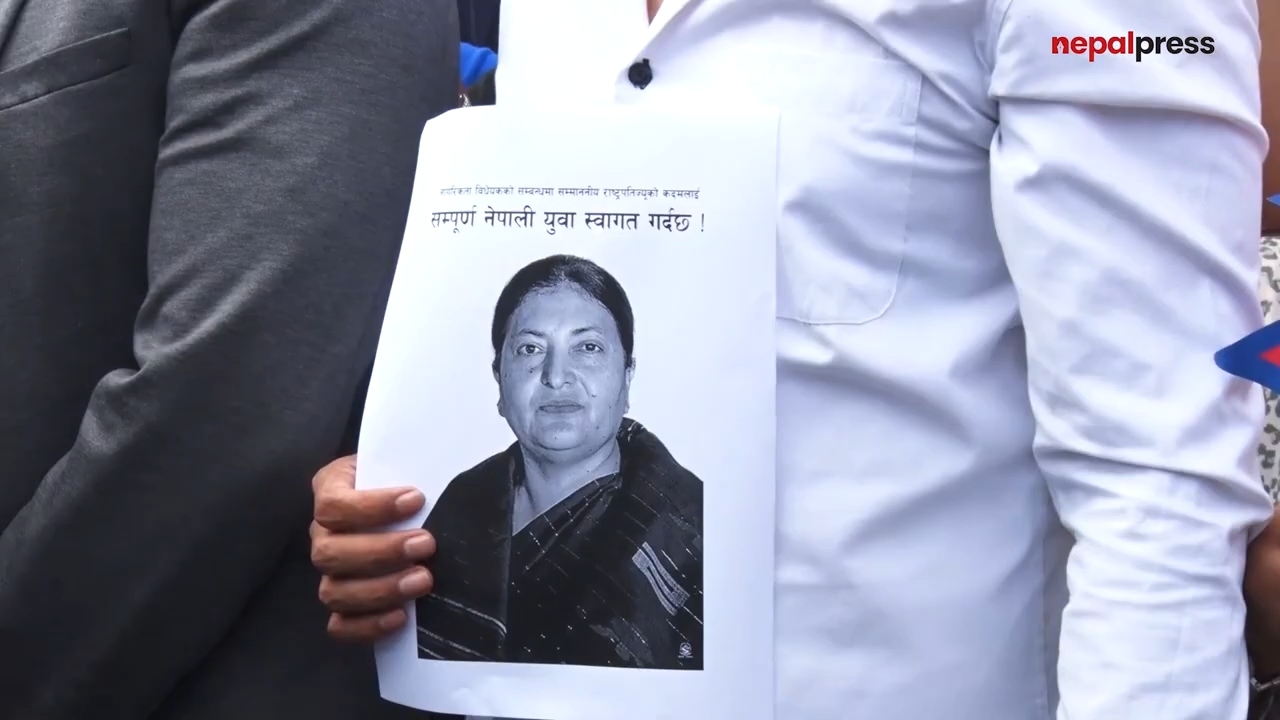 nepalpress
नागरिकता विधेयकको सम्बन्धमा सम्माननीय राष्ट्रपतिज्यूको कदमलाई
सम्पूर्ण नेपाली युवा स्वागत गर्दछ !